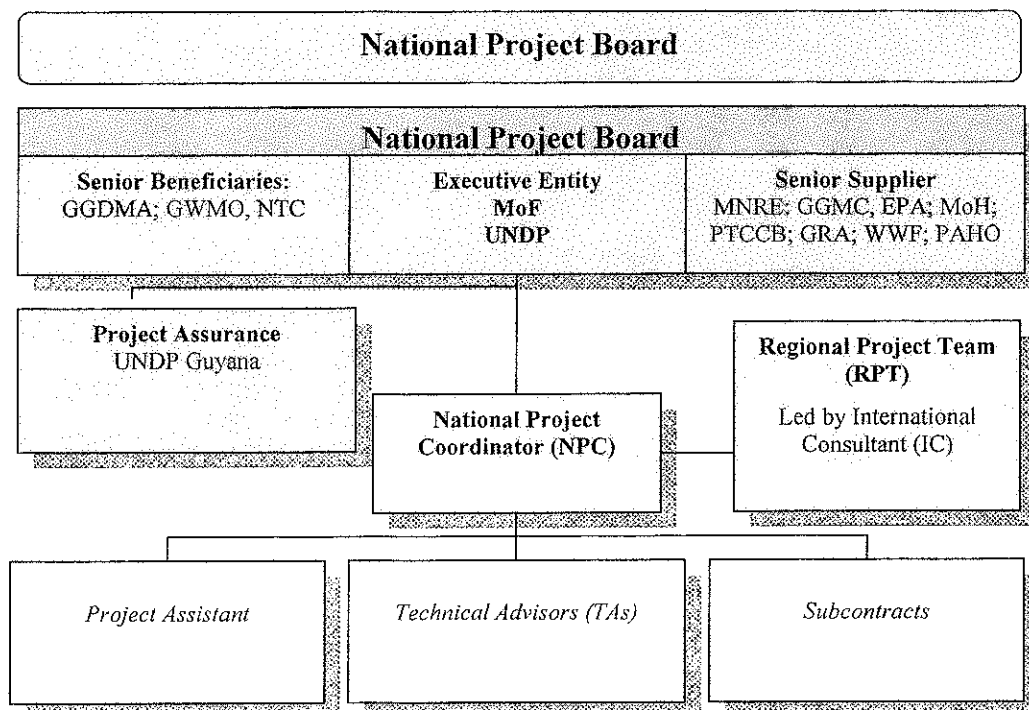 National Project Board
National Project Board
Senior Beneficiaries:
GGDMA; GWMO, NTC
Executive Entity
MoF
UNDP
Senior Supplier
MNRE; GGMC, EPA; MoH;
PTCCB; GRA; WWF; PAHO
Project Assurance
UNDP Guyana
Regional Project Team
(RPT)
Led by International
Consultant (IC)
National Project
Coordinator (NPC)
Project Assistant
Technical Advisors (TAs)
Subcontracts